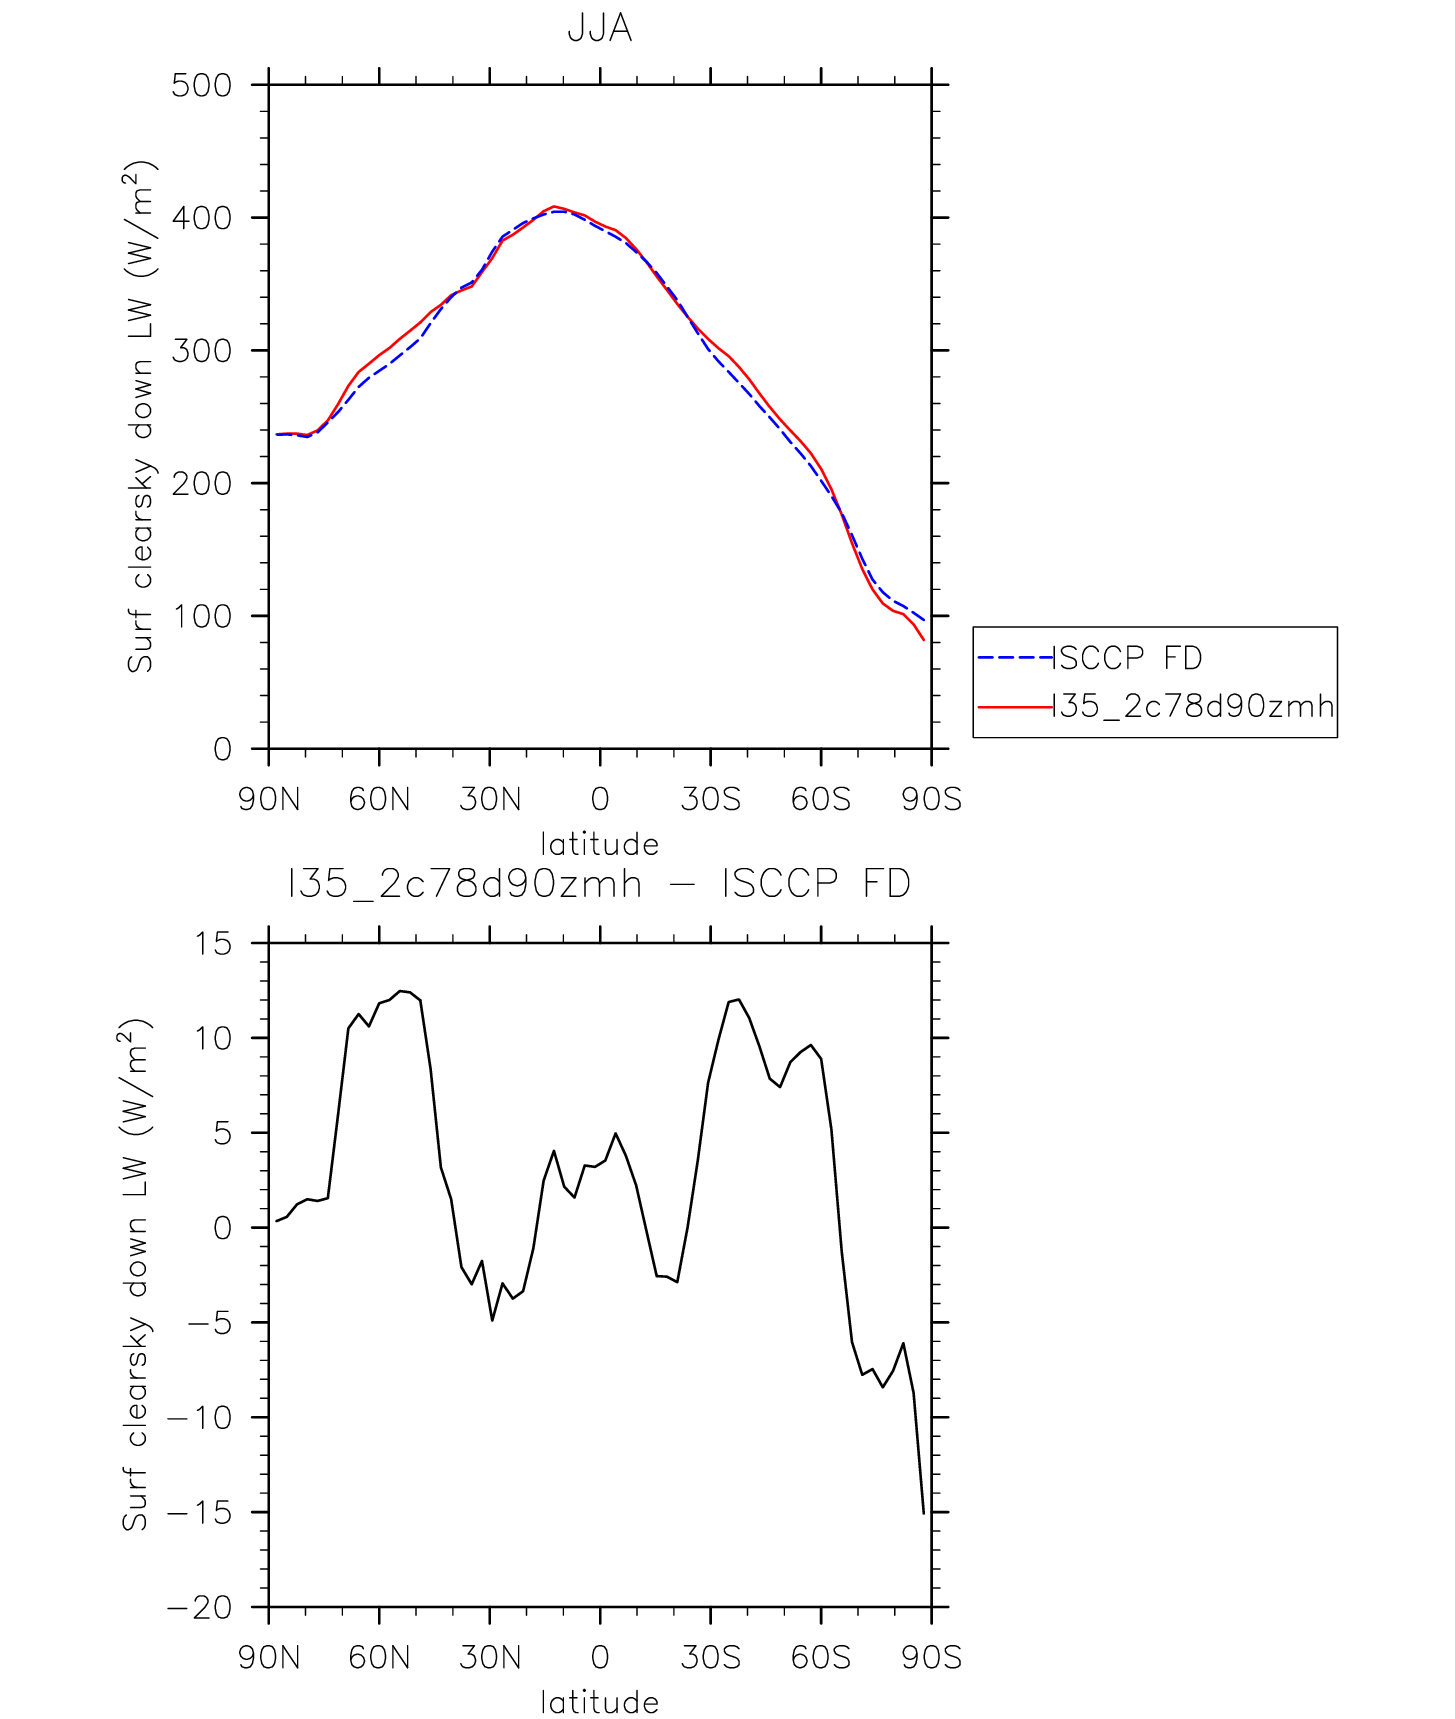 JJA
Surf clearsky down LW (W/m²)
500
400
300
200
100
0
90N 60N 30N 0 30S 60S 90S
latitude
ISCCP FD
I35_2c78d90zmh
I35_2c78d90zmh − ISCCP FD
Surf clearsky down LW (W/m²)
15
10
5
0
−5
−10
−15
−20
90N 60N 30N 0 30S 60S 90S
latitude